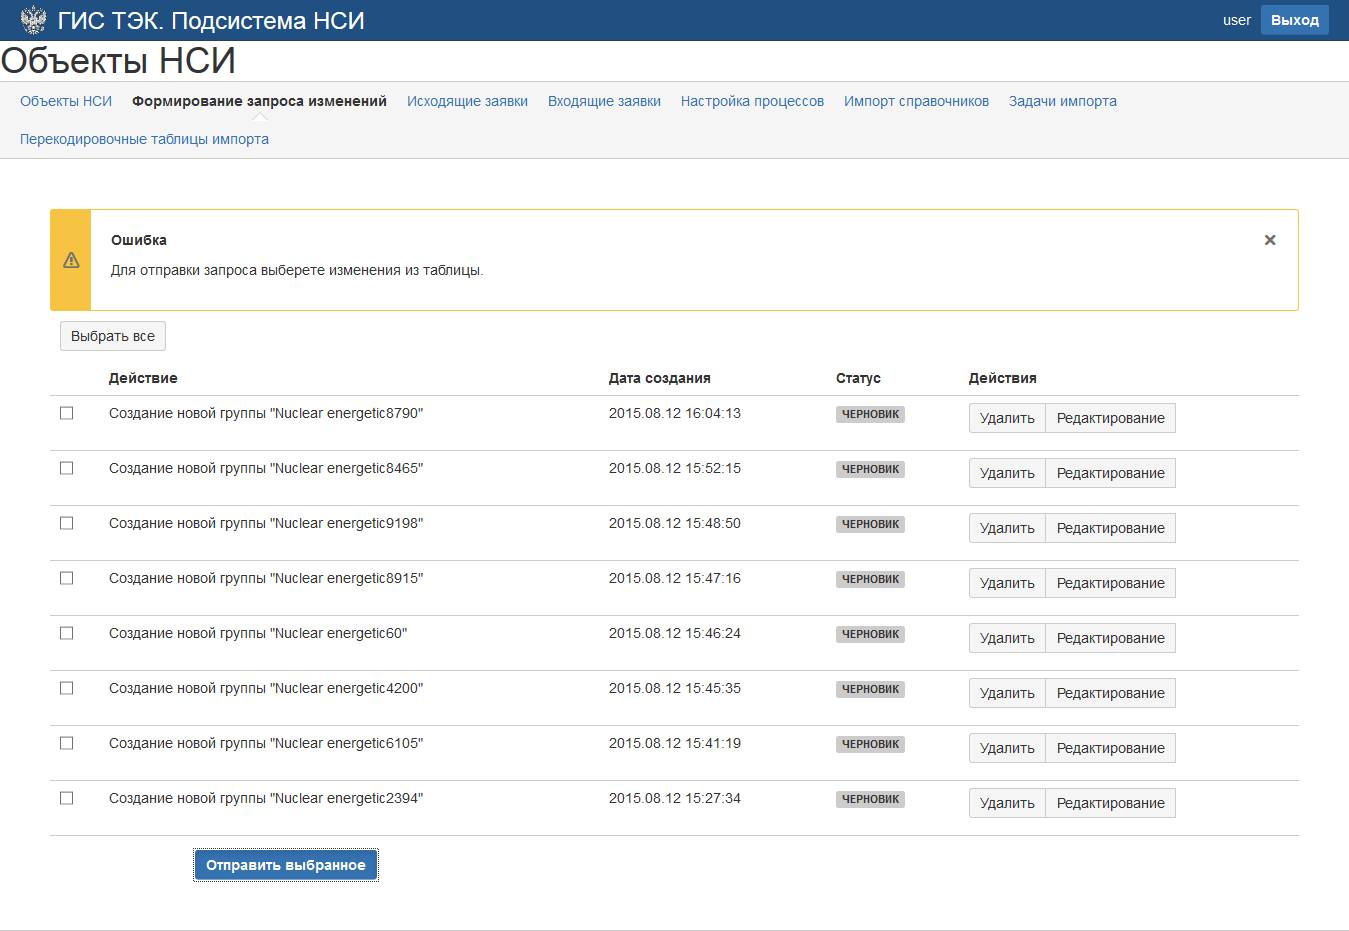 ГИС ТЭК. Подсистема НСИ
user
Выход
Объекты НСИ
Объекты НСИ Формирование запроса изменений Исходящие заявки Входящие заявки Настройка процессов Импорт справочников Задачи импорта
Перекодировочные таблицы импорта
Ошибка
Для отправки запроса выберете изменения из таблицы.
Выбрать все
Действие Дата создания Статус Действия
Создание новой группы "Nuclear energetic8790" 2015.08.12 16:04:13 ЧЕРНОВИК Удалить Редактирование
Создание новой группы "Nuclear energetic8465" 2015.08.12 15:52:15 ЧЕРНОВИК Удалить Редактирование
Создание новой группы "Nuclear energetic9198" 2015.08.12 15:48:50 ЧЕРНОВИК Удалить Редактирование
Создание новой группы "Nuclear energetic8915" 2015.08.12 15:47:16 ЧЕРНОВИК Удалить Редактирование
Создание новой группы "Nuclear energetic60" 2015.08.12 15:46:24 ЧЕРНОВИК Удалить Редактирование
Создание новой группы "Nuclear energetic4200" 2015.08.12 15:45:35 ЧЕРНОВИК Удалить Редактирование
Создание новой группы "Nuclear energetic6105" 2015.08.12 15:41:19 ЧЕРНОВИК Удалить Редактирование
Создание новой группы "Nuclear energetic2394" 2015.08.12 15:27:34 ЧЕРНОВИК Удалить Редактирование
Отправить выбранное